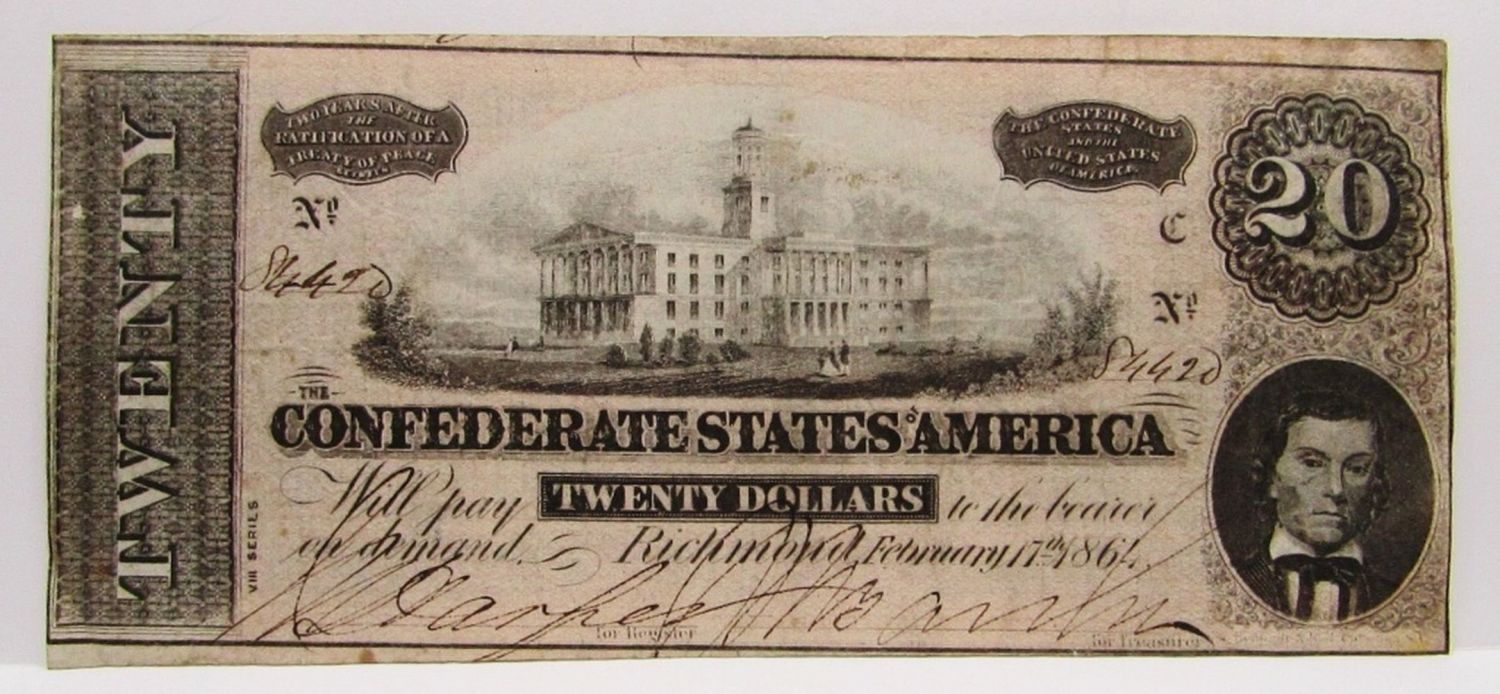 TWENTY
TWO YEARS AFTER
THE
RATIFICATION OF A
TREATY OF PEACE
BETWEEN
THE CONFEDERATE
STATES
AND THE
UNITED STATES
OF AMERICA.
20
Nº
C
84420
Nº
84420
THE
CONFEDERATE STATES OF AMERICA
Will pay TWENTY DOLLARS to the bearer
on demand. Richmond, February 17th 1864.
VIII SERIES
for Register
for Treasurer